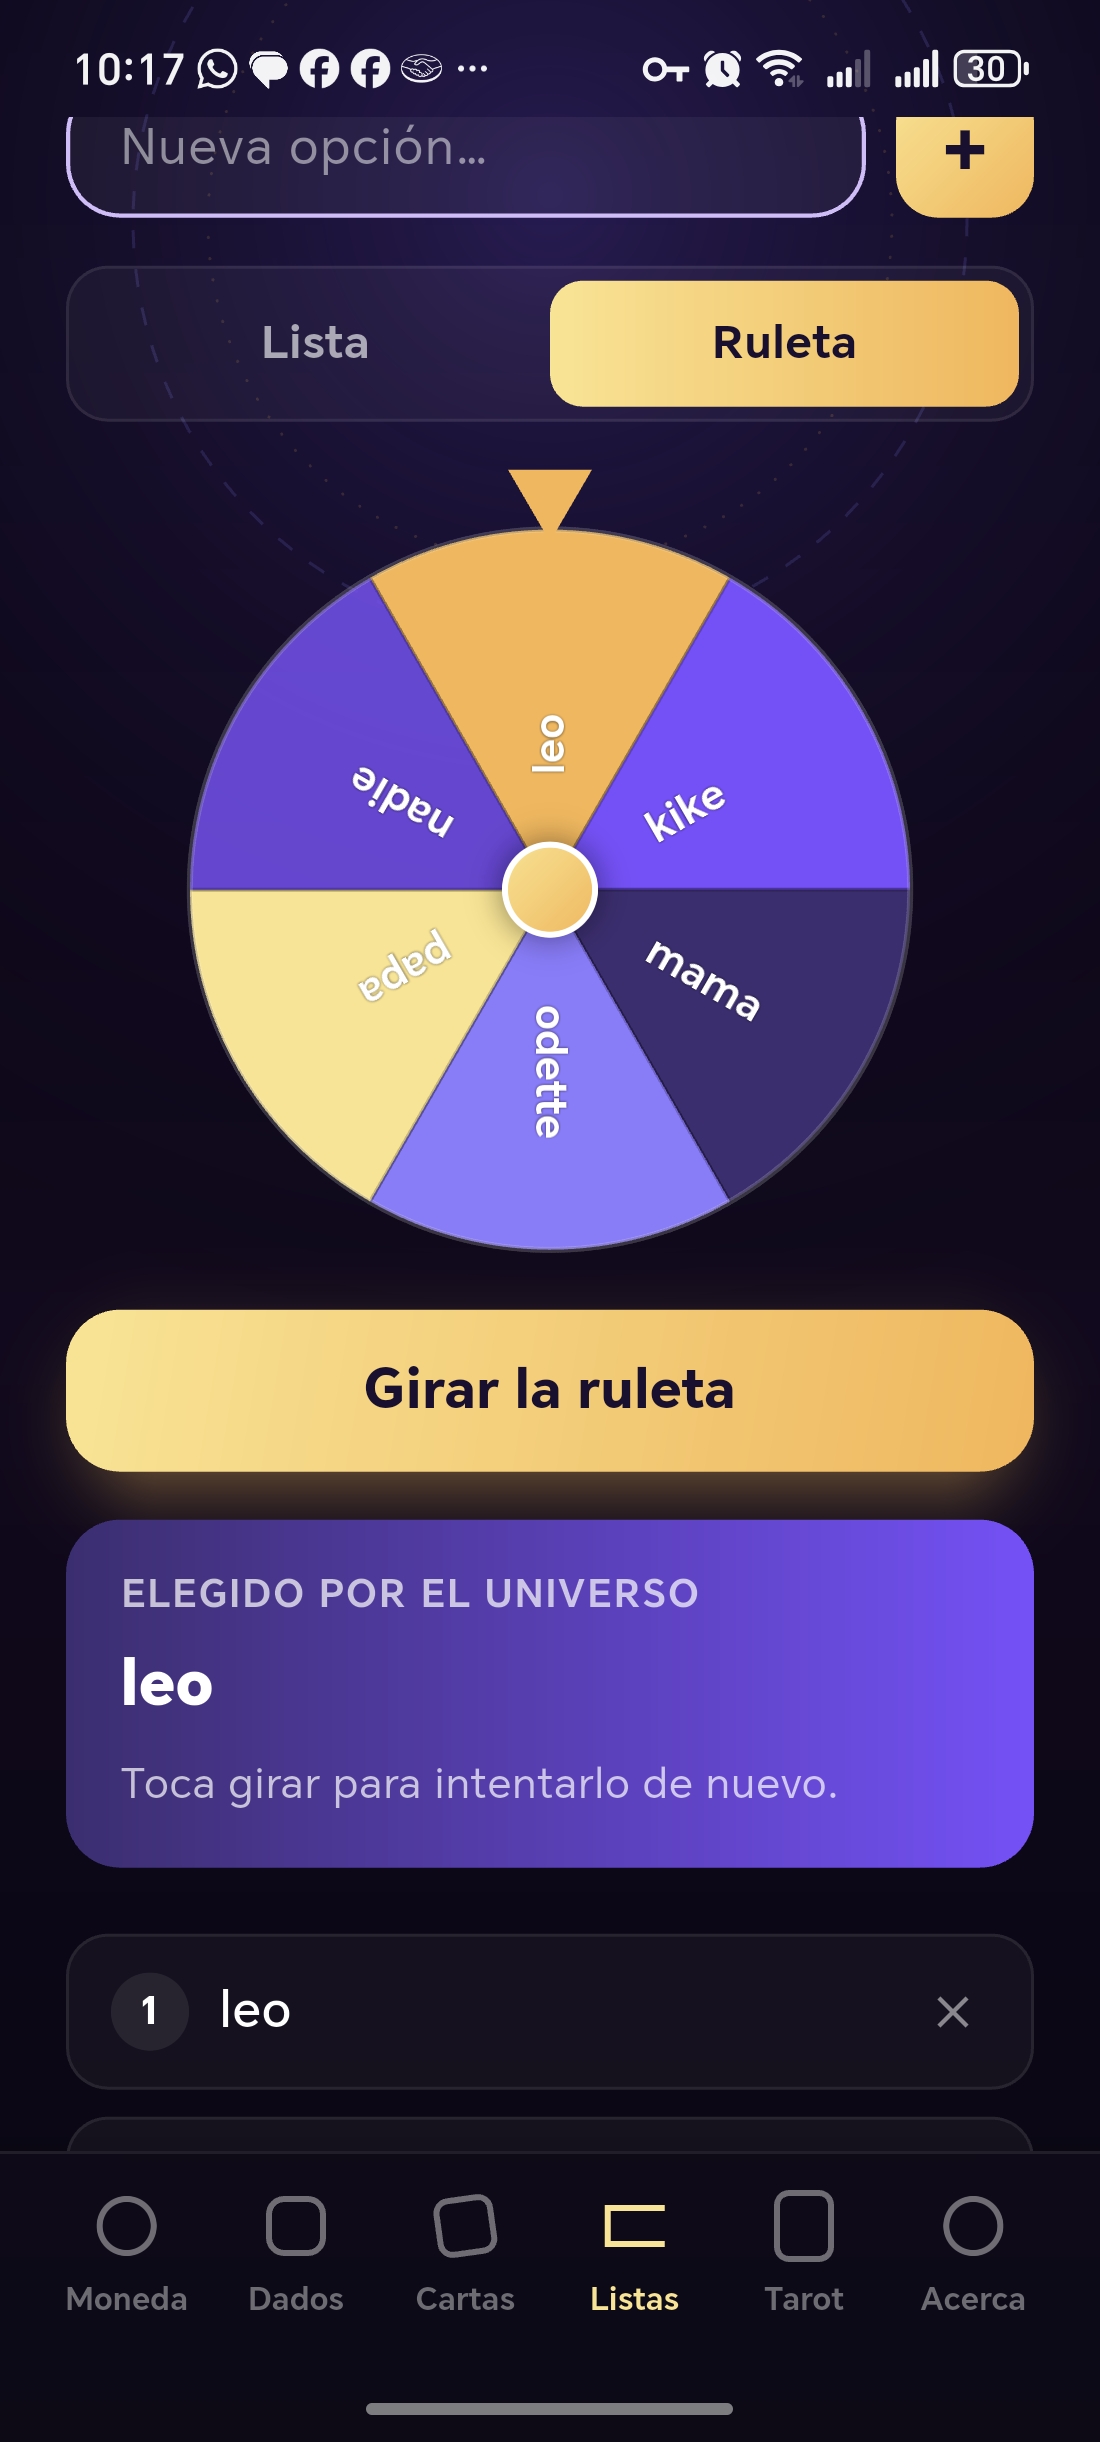 10:17
30
Nueva opción...
+
Lista
Ruleta
leo
kike
nadie
mama
papa
odette
Girar la ruleta
ELEGIDO POR EL UNIVERSO
leo
Toca girar para intentarlo de nuevo.
1 leo
Moneda Dados Cartas Listas Tarot Acerca